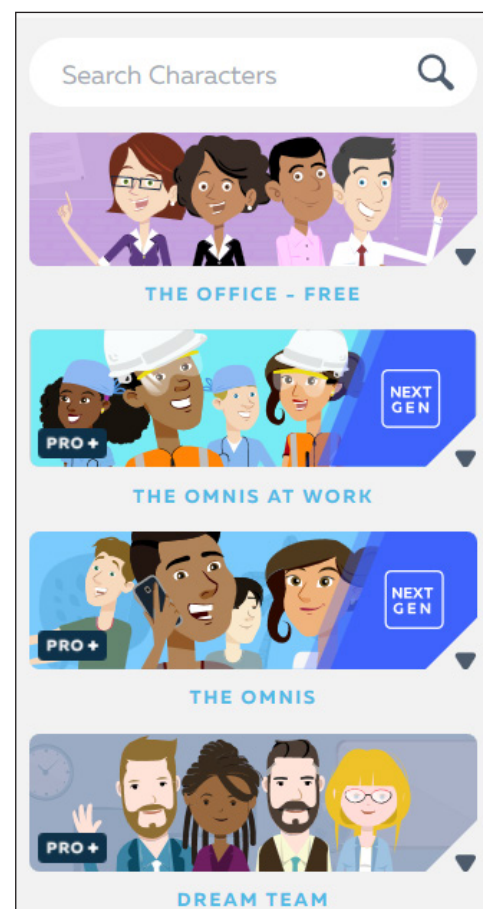 Search Characters
THE OFFICE - FREE
NEXT
GEN
PRO +
THE OMNIS AT WORK
NEXT
GEN
PRO +
THE OMNIS
PRO +
DREAM TEAM